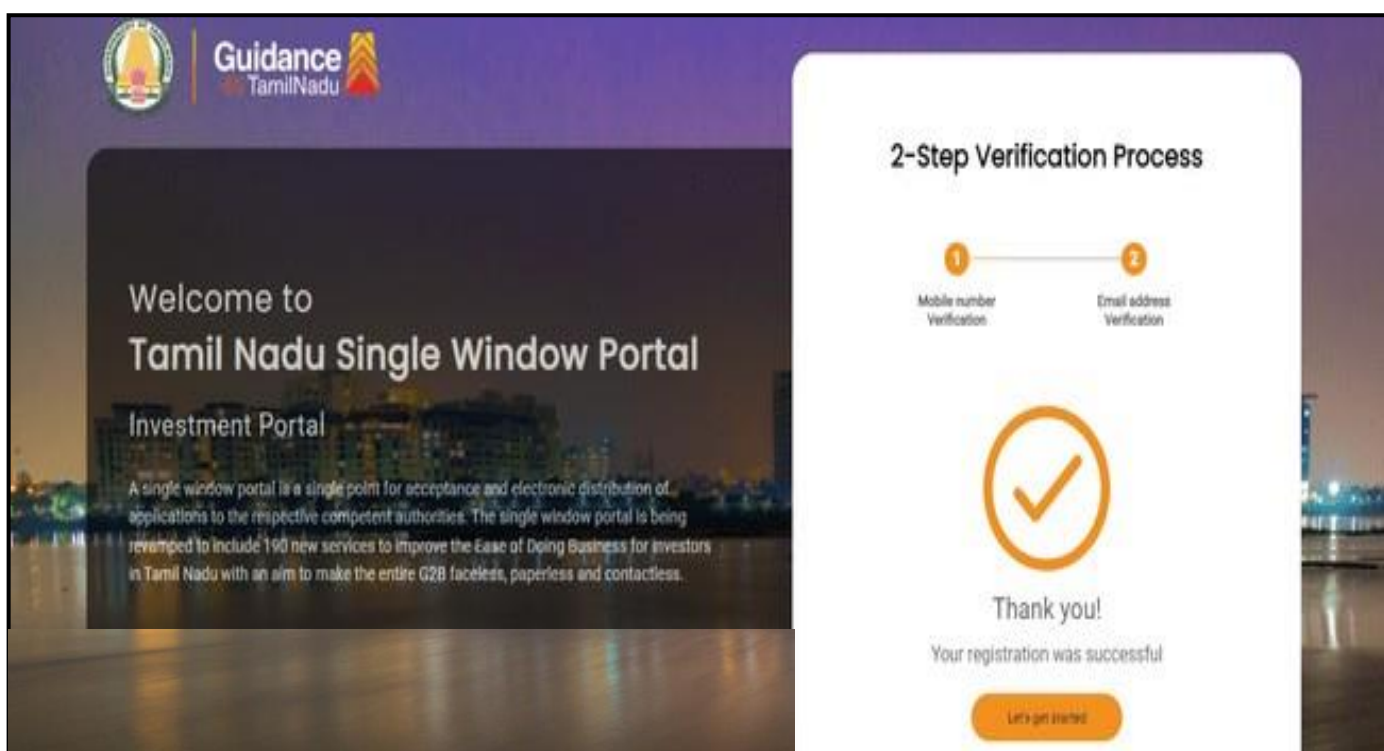 Guidance
TamilNadu
Welcome to
Tamil Nadu Single Window Portal
Investment Portal
A single window portal is a single point for acceptance and electronic distribution of
applications to the respective competent authorities. The single window portal is being
revamped to include 190 new services to improve the Ease of Doing Business for investors
in Tamil Nadu with an aim to make the entire G2B faceless, paperless and contactless.
2-Step Verification Process
1
2
Mobile number
Verification
Email address
Verification
Thank you!
Your registration was successful
Let's get started